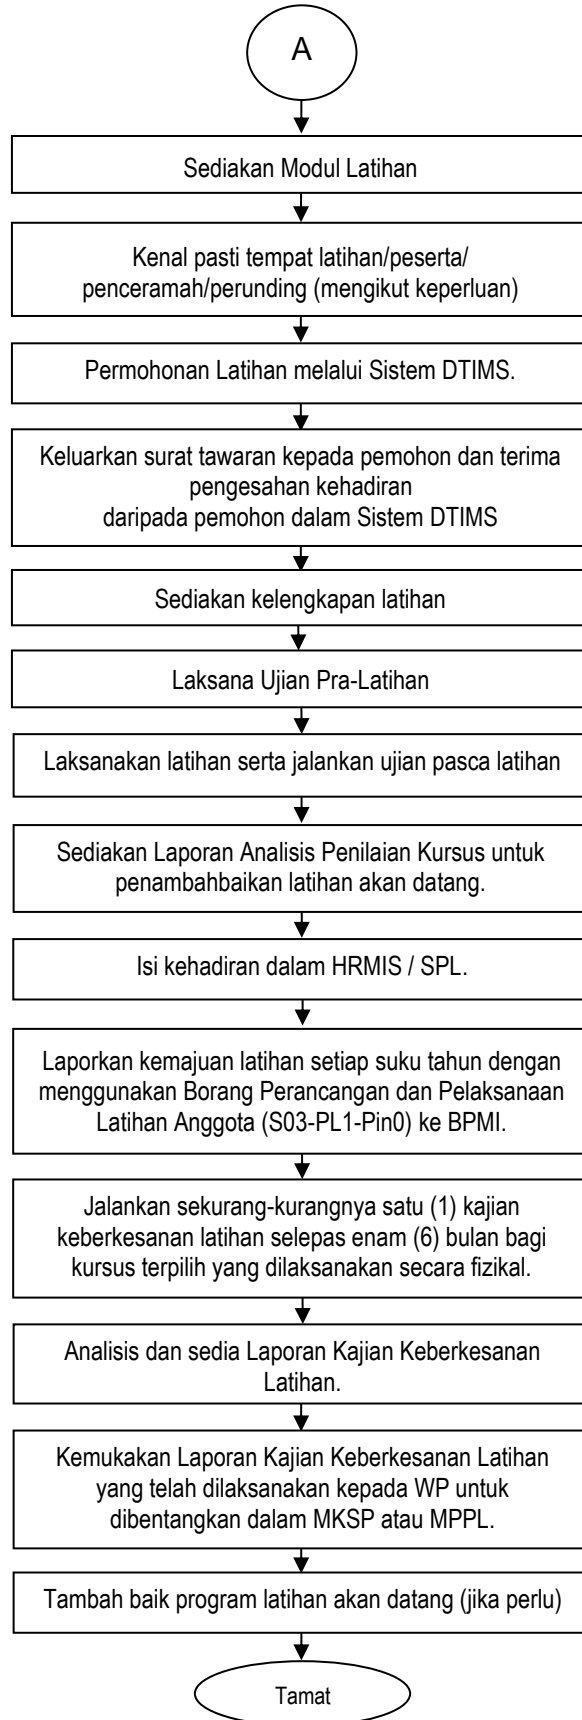 A
Sediakan Modul Latihan
Kenal pasti tempat latihan/peserta/
penceramah/perunding (mengikut keperluan)
Permohonan Latihan melalui Sistem DTIMS.
Keluarkan surat tawaran kepada pemohon dan terima
pengesahan kehadiran
daripada pemohon dalam Sistem DTIMS
Sediakan kelengkapan latihan
Laksana Ujian Pra-Latihan
Laksanakan latihan serta jalankan ujian pasca latihan
Sediakan Laporan Analisis Penilaian Kursus untuk
penambahbaikan latihan akan datang.
Isi kehadiran dalam HRMIS / SPL.
Laporkan kemajuan latihan setiap suku tahun dengan
menggunakan Borang Perancangan dan Pelaksanaan
Latihan Anggota (S03-PL1-Pin0) ke BPMI.
Jalankan sekurang-kurangnya satu (1) kajian
keberkesanan latihan selepas enam (6) bulan bagi
kursus terpilih yang dilaksanakan secara fizikal.
Analisis dan sedia Laporan Kajian Keberkesanan
Latihan.
Kemukakan Laporan Kajian Keberkesanan Latihan
yang telah dilaksanakan kepada WP untuk
dibentangkan dalam MKSP atau MPPL.
Tambah baik program latihan akan datang (jika perlu)
Tamat